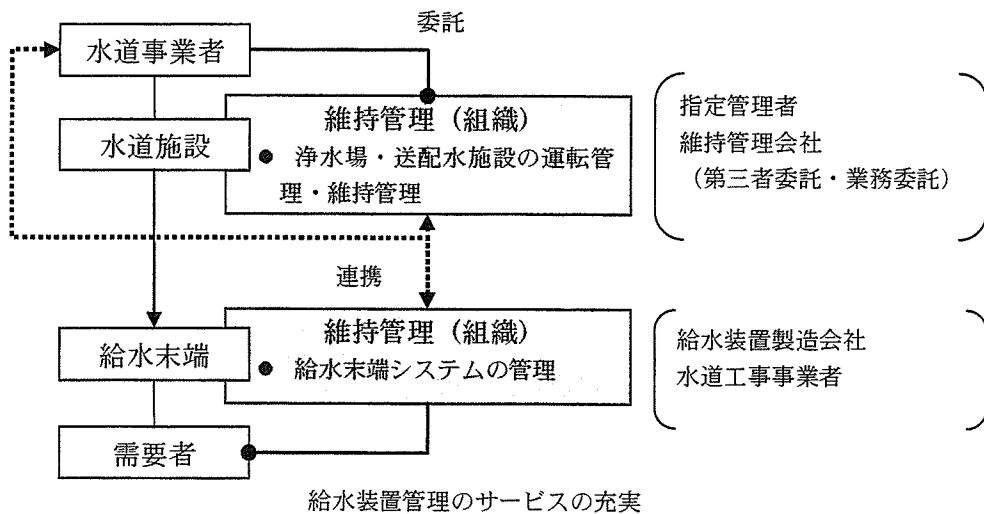 委託
水道事業者
水道施設
維持管理(組織)
● 浄水場・送配水施設の運転管
理・維持管理
指定管理者
維持管理会社
(第三者委託・業務委託)
連携
給水末端
維持管理(組織)
● 給水末端システムの管理
給水装置製造会社
水道工事事業者
需要者
給水装置管理のサービスの充実